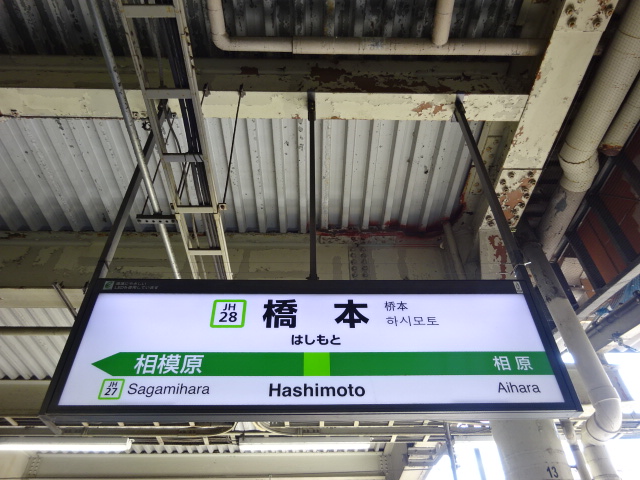 JH
28
橋本
桥本
하시모토
はしもと
相模原
相原
JH
27
Sagamihara
Hashimoto
Aihara
13